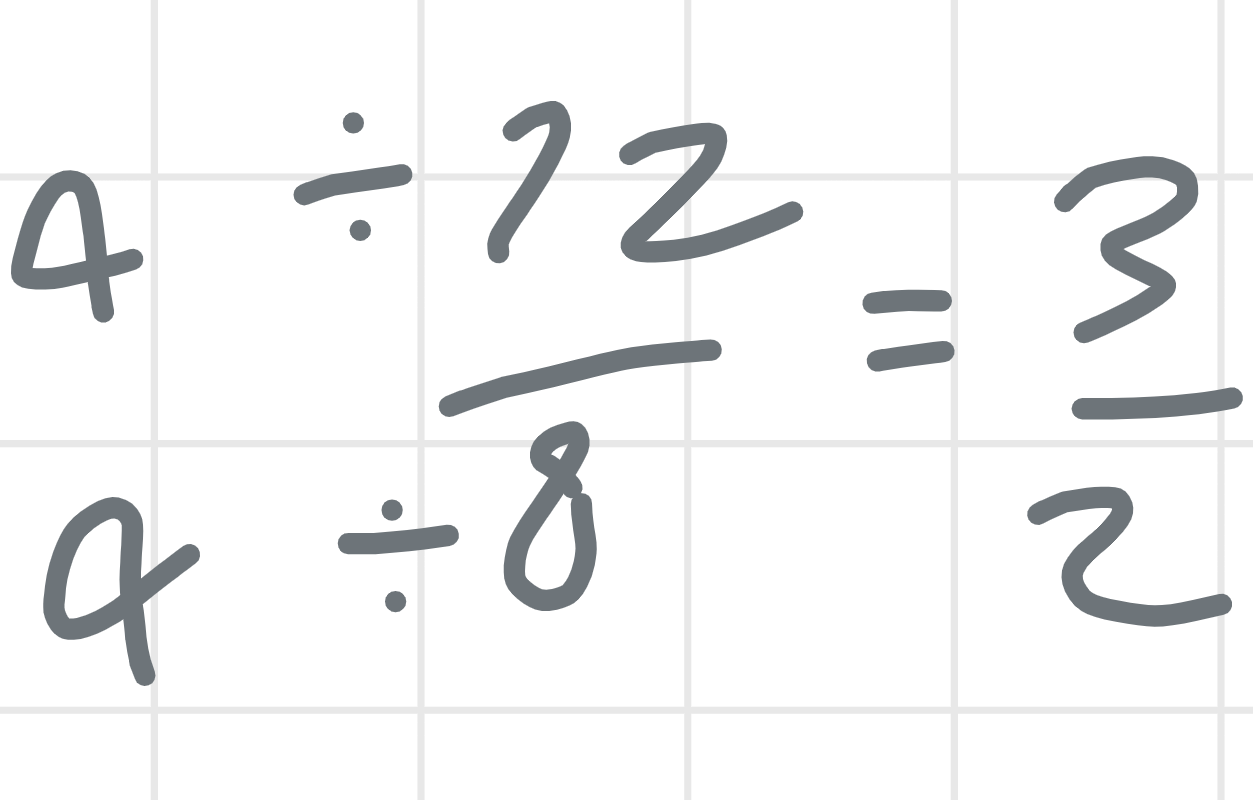 4 ÷ 12
— = 3/2
4 ÷ 8